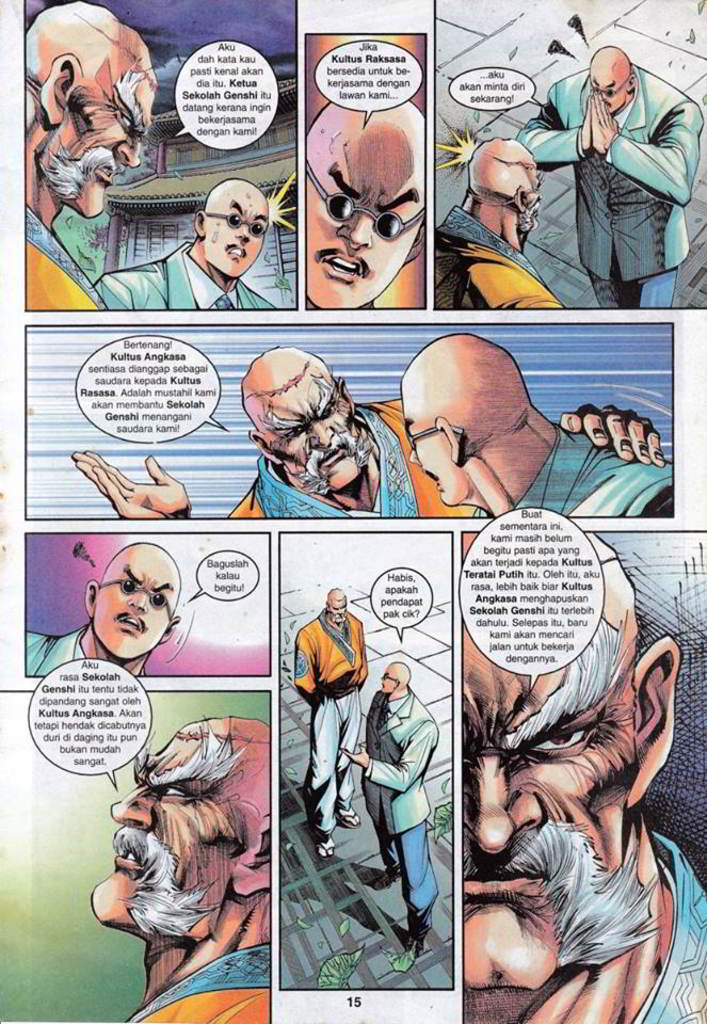 Aku
dah kata kau
pasti kenal akan
dia itu. Ketua
Sekolah Genshi itu
datang kerana ingin
bekerjasama
dengan kami!
Jika
Kultus Raksasa
bersedia untuk be-
kerjasama dengan
lawan kami...
...aku
akan minta diri
sekarang!
Bertenang!
Kultus Angkasa
sentiasa dianggap sebagai
saudara kepada Kultus
Rasasa. Adalah mustahil kami
akan membantu Sekolah
Genshi menangani
saudara kami!
Baguslah
kalau
begitu!
Aku
rasa Sekolah
Genshi itu tentu tidak
dipandang sangat oleh
Kultus Angkasa. Akan
tetapi hendak dicabutnya
duri di daging itu pun
bukan mudah
sangat.
Habis,
apakah
pendapat
pak cik?
Buat
sementara ini,
kami masih belum
begitu pasti apa yang
akan terjadi kepada Kultus
Teratai Putih itu. Oleh itu, aku
rasa, lebih baik biar Kultus
Angkasa menghapuskan
Sekolah Genshi itu terlebih
dahulu. Selepas itu, baru
kami akan mencari
jalan untuk bekerja
dengannya.
15